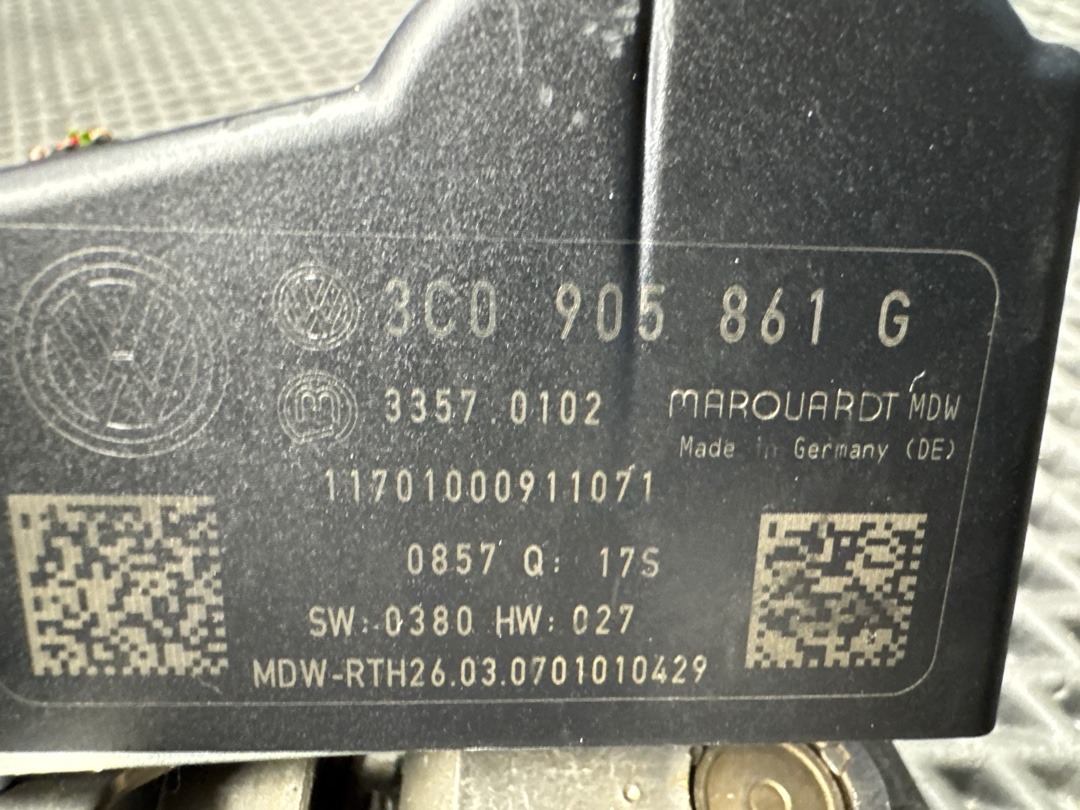 3C0 905 861 G
3357.0102 MARQUARDT MDW
Made in Germany (DE)
11701000911071
0857 Q: 17S
SW:0380 HW:027
MDW-RTH26.03.0701010429